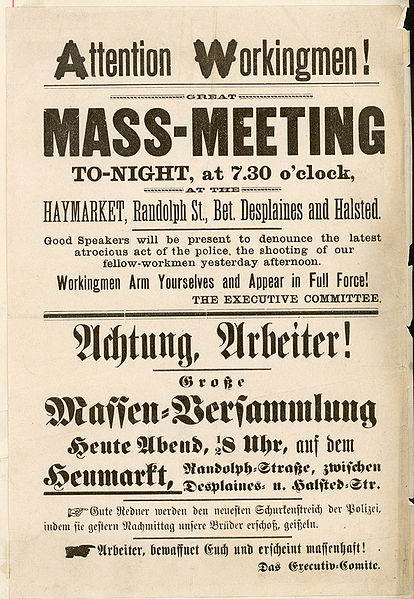 Attention Workingmen!
GREAT
MASS-MEETING
TO-NIGHT, at 7.30 o'clock,
AT THE
HAYMARKET, Randolph St., Bet. Desplaines and Halsted.
Good Speakers will be present to denounce the latest
atrocious act of the police, the shooting of our
fellow-workmen yesterday afternoon.
Workingmen Arm Yourselves and Appear in Full Force!
THE EXECUTIVE COMMITTEE.
Achtung, Arbeiter!
Große
Massen-Versammlung
Heute Abend, ½8 Uhr, auf dem
Heumarkt, Randolph-Straße, zwischen
Desplaines- u. Halsted-Str.
☞ Gute Redner werden den neuesten Schurkenstreich der Polizei,
indem sie gestern Nachmittag unsere Brüder erschoß, geißeln.
☛ Arbeiter, bewaffnet Euch und erscheint massenhaft!
Das Executiv-Comite.